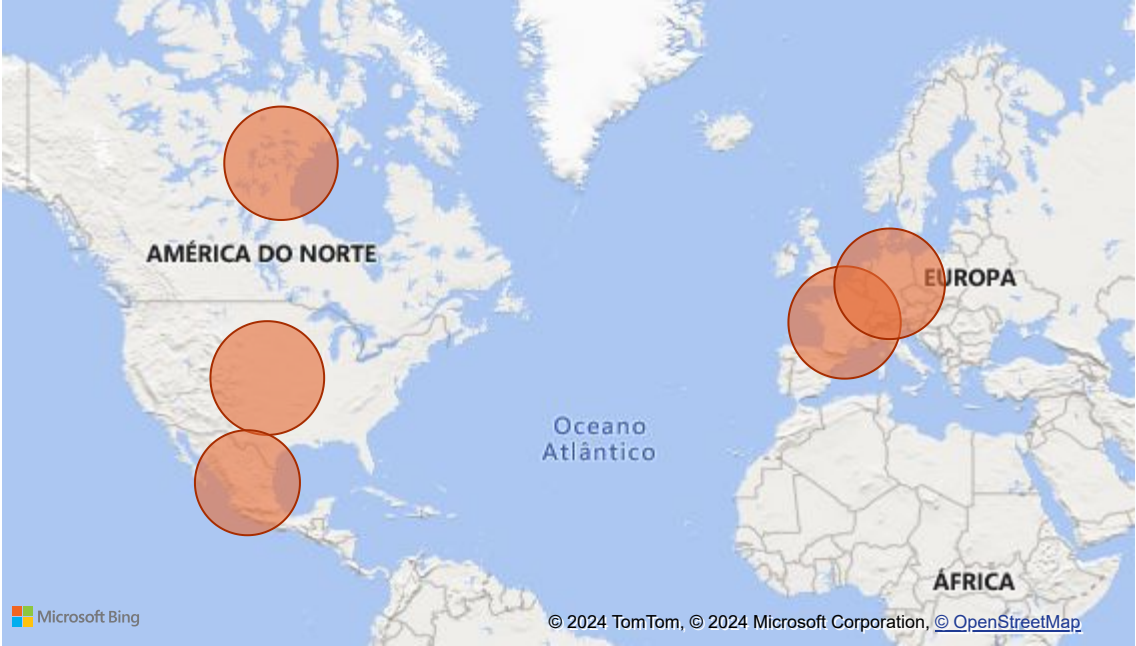 AMÉRICA DO NORTE
EUROPA
Oceano
Atlântico
ÁFRICA
Microsoft Bing
© 2024 TomTom, © 2024 Microsoft Corporation, © OpenStreetMap